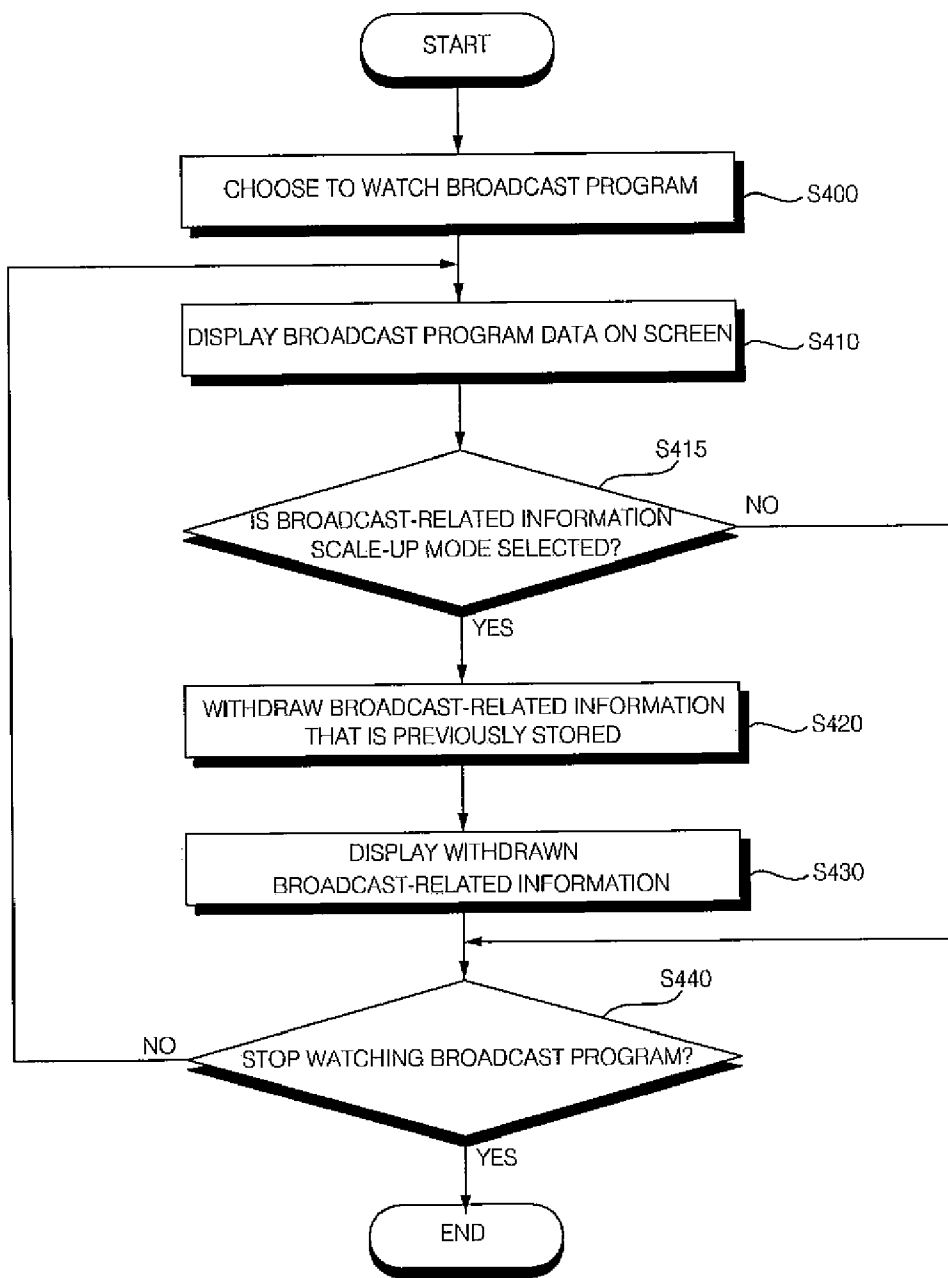 START
CHOOSE TO WATCH BROADCAST PROGRAM
S400
DISPLAY BROADCAST PROGRAM DATA ON SCREEN
S410
S415
IS BROADCAST-RELATED INFORMATION
SCALE-UP MODE SELECTED?
NO
YES
WITHDRAW BROADCAST-RELATED INFORMATION
THAT IS PREVIOUSLY STORED
S420
DISPLAY WITHDRAWN
BROADCAST-RELATED INFORMATION
S430
S440
NO
STOP WATCHING BROADCAST PROGRAM?
YES
END